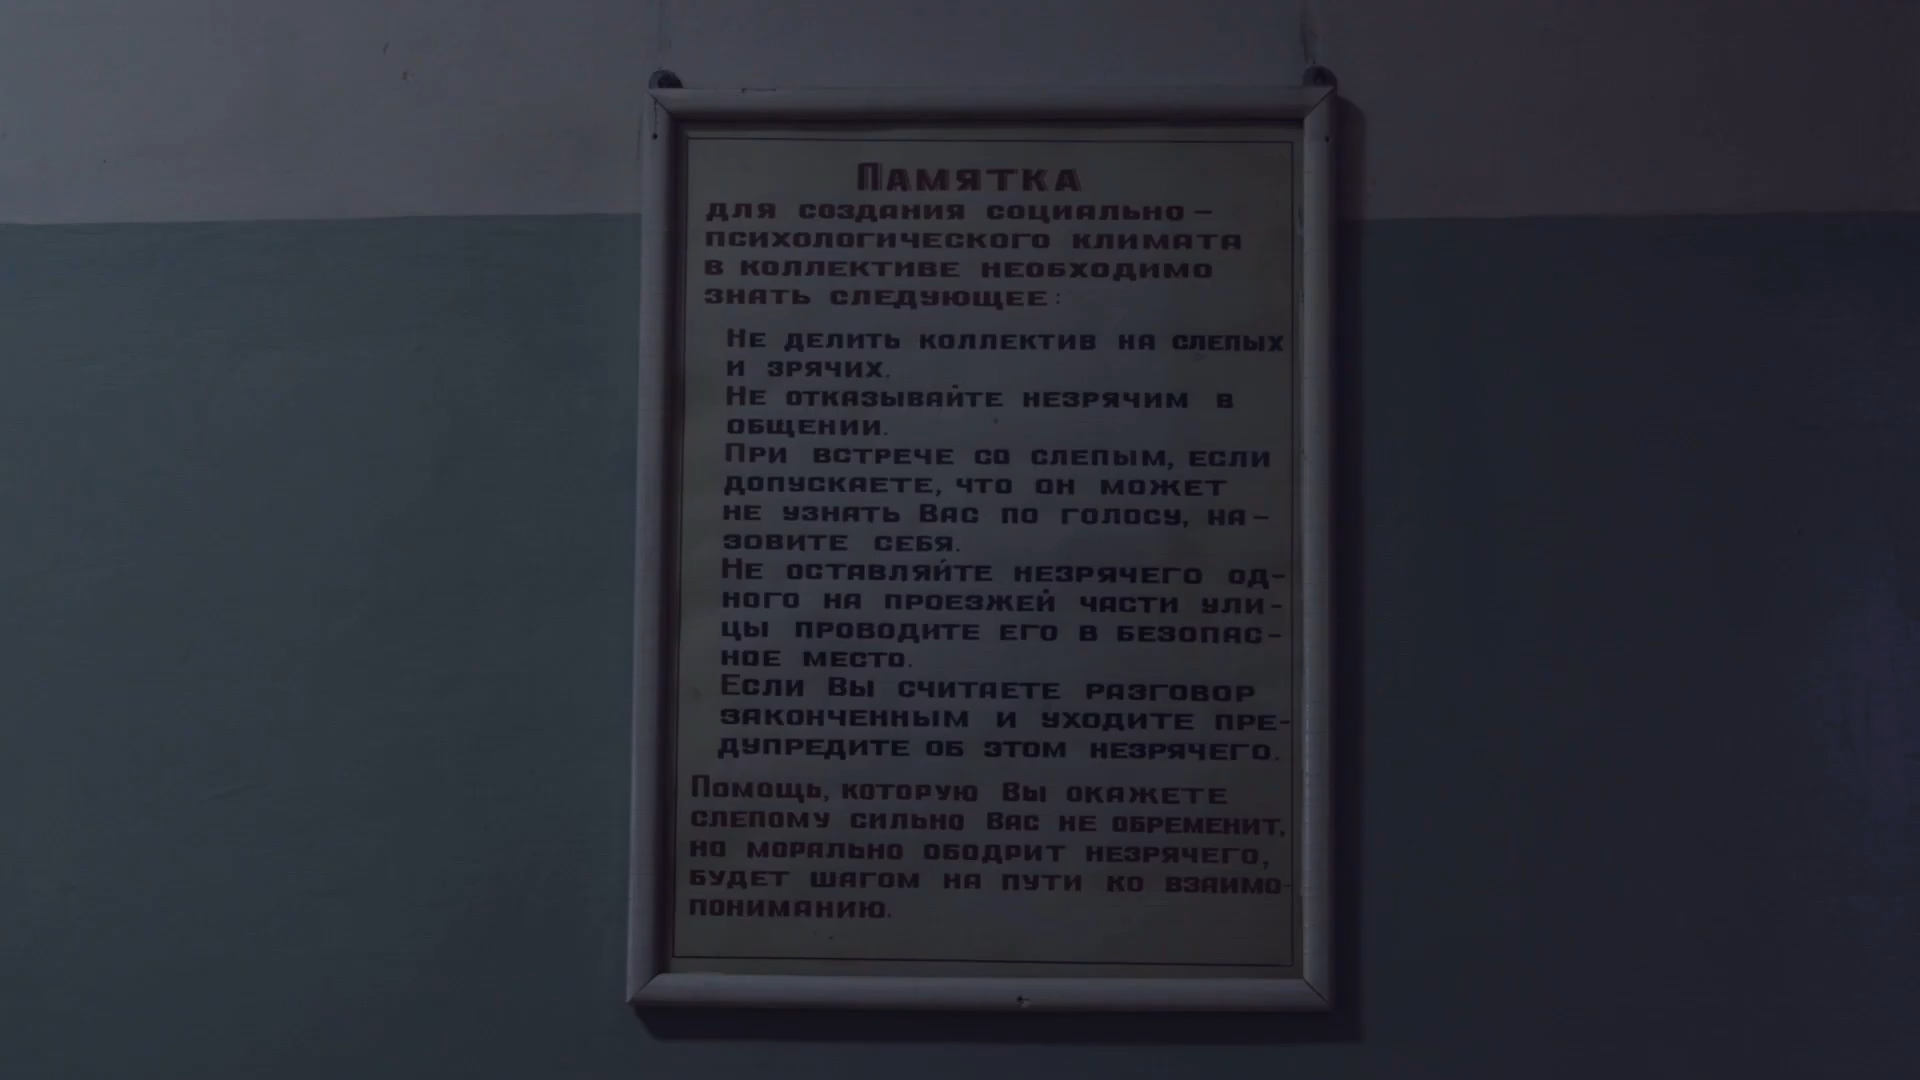 Памятка
для создания социально-
психологического климата
в коллективе необходимо
знать следующее:
Не делить коллектив на слепых
и зрячих.
Не отказывайте незрячим в
общении.
При встрече со слепым, если
допускаете, что он может
не узнать Вас по голосу, на-
зовите себя.
Не оставляйте незрячего од-
ного на проезжей части ули-
цы проводите его в безопас-
ное место.
Если Вы считаете разговор
законченным и уходите пре-
дупредите об этом незрячего.
Помощь, которую Вы окажете
слепому сильно Вас не обременит,
но морально ободрит незрячего,
будет шагом на пути ко взаимо-
пониманию.